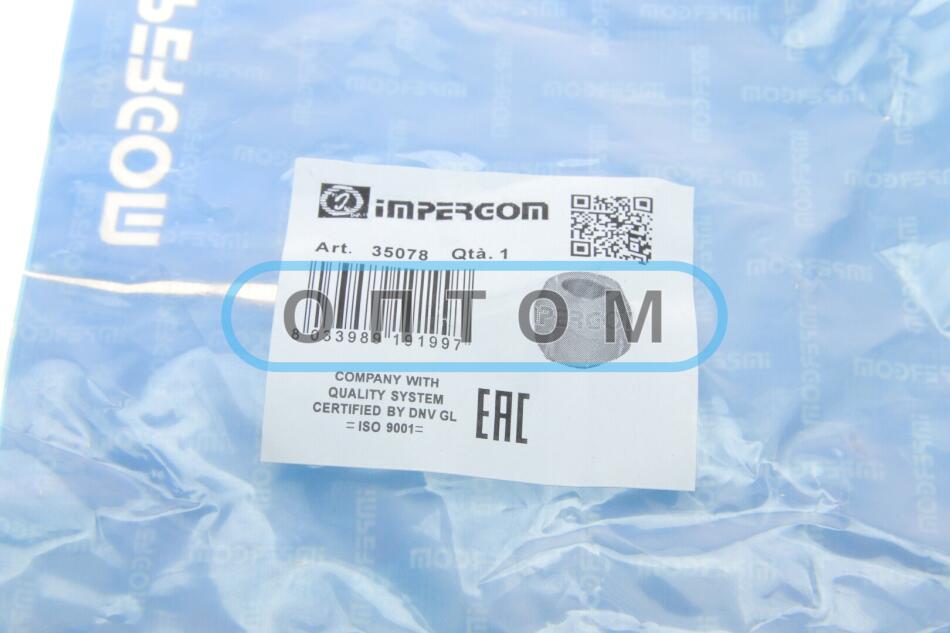 IMPERGOM
iMPERGOM
Art. 35078 Qtà. 1
8 033989 191997
ОПТОМ
COMPANY WITH
QUALITY SYSTEM
CERTIFIED BY DNV GL
= ISO 9001=
EAC